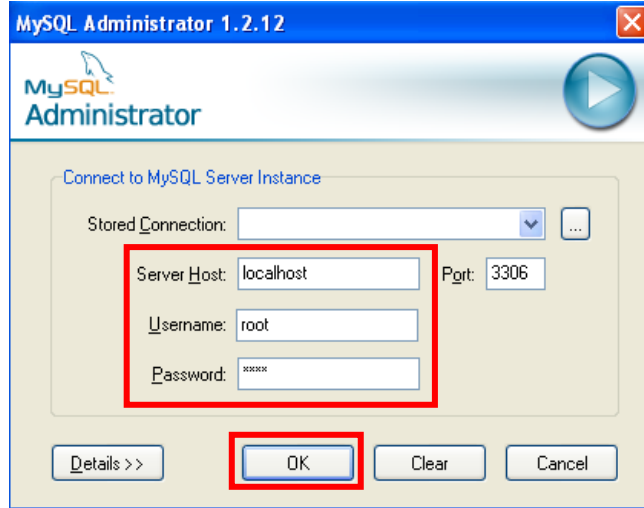 MySQL Administrator 1.2.12
MySQL
Administrator
Connect to MySQL Server Instance
Stored Connection:
...
Server Host: localhost Port: 3306
Username: root
Password: ****
Details >> OK Clear Cancel